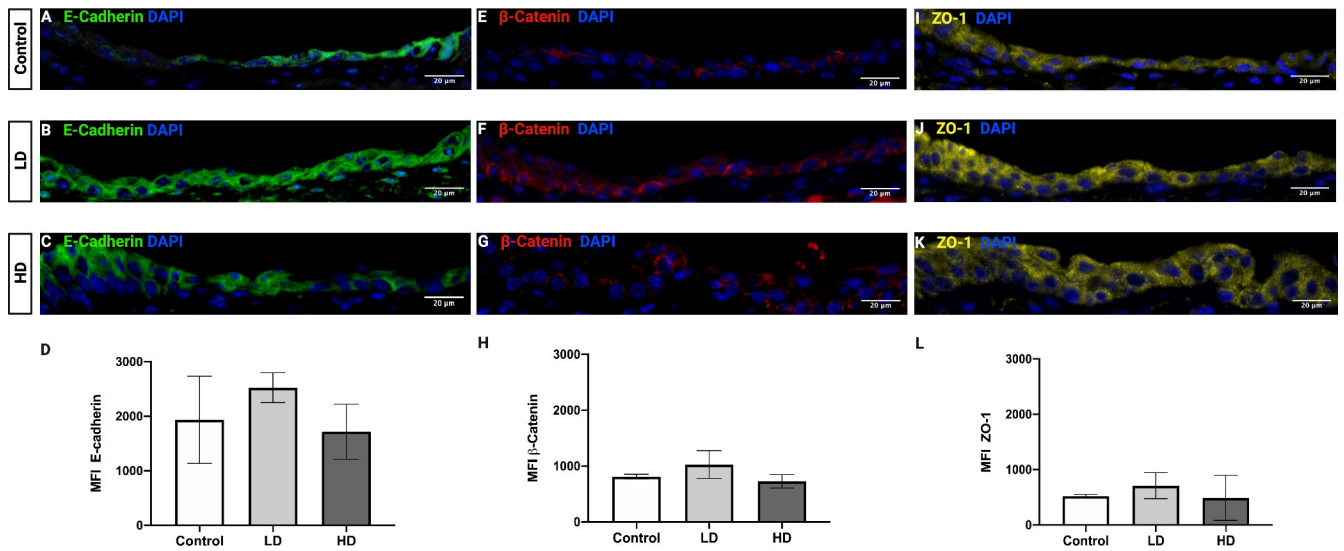 Control
A E-Cadherin DAPI
20 µm
E β-Catenin DAPI
20 µm
I ZO-1 DAPI
20 µm
LD
B E-Cadherin DAPI
20 µm
F β-Catenin DAPI
20 µm
J ZO-1 DAPI
20 µm
HD
C E-Cadherin DAPI
20 µm
G β-Catenin DAPI
20 µm
K ZO-1 DAPI
20 µm
D
MFI E-cadherin
3000
2000
1000
0
Control LD HD
H
MFI β-Catenin
3000
2000
1000
0
Control LD HD
L
MFI ZO-1
3000
2000
1000
0
Control LD HD